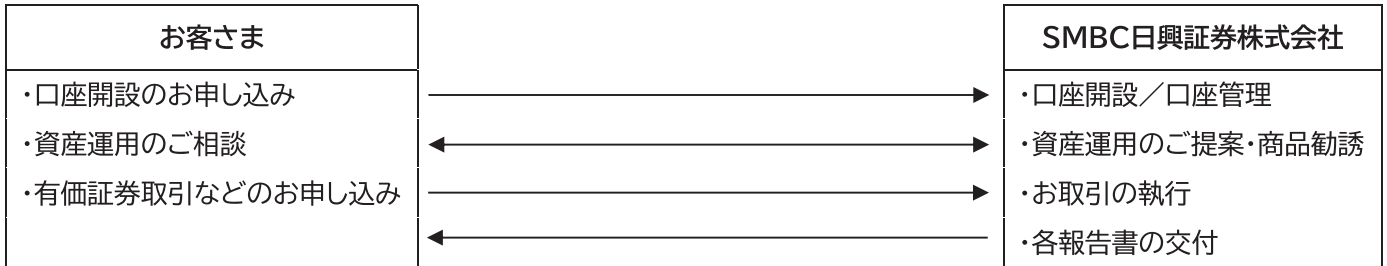 お客さま
・口座開設のお申し込み
・資産運用のご相談
・有価証券取引などのお申し込み
SMBC日興証券株式会社
・口座開設／口座管理
・資産運用のご提案・商品勧誘
・お取引の執行
・各報告書の交付